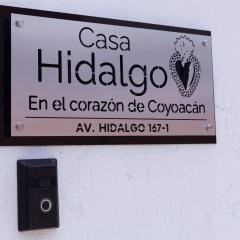 Casa
Hidalgo
En el corazón de Coyoacán
AV. HIDALGO 167-1